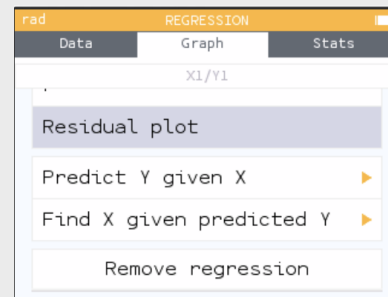 rad REGRESSION
Data Graph Stats
X1/Y1
Residual plot
Predict Y given X
Find X given predicted Y
Remove regression